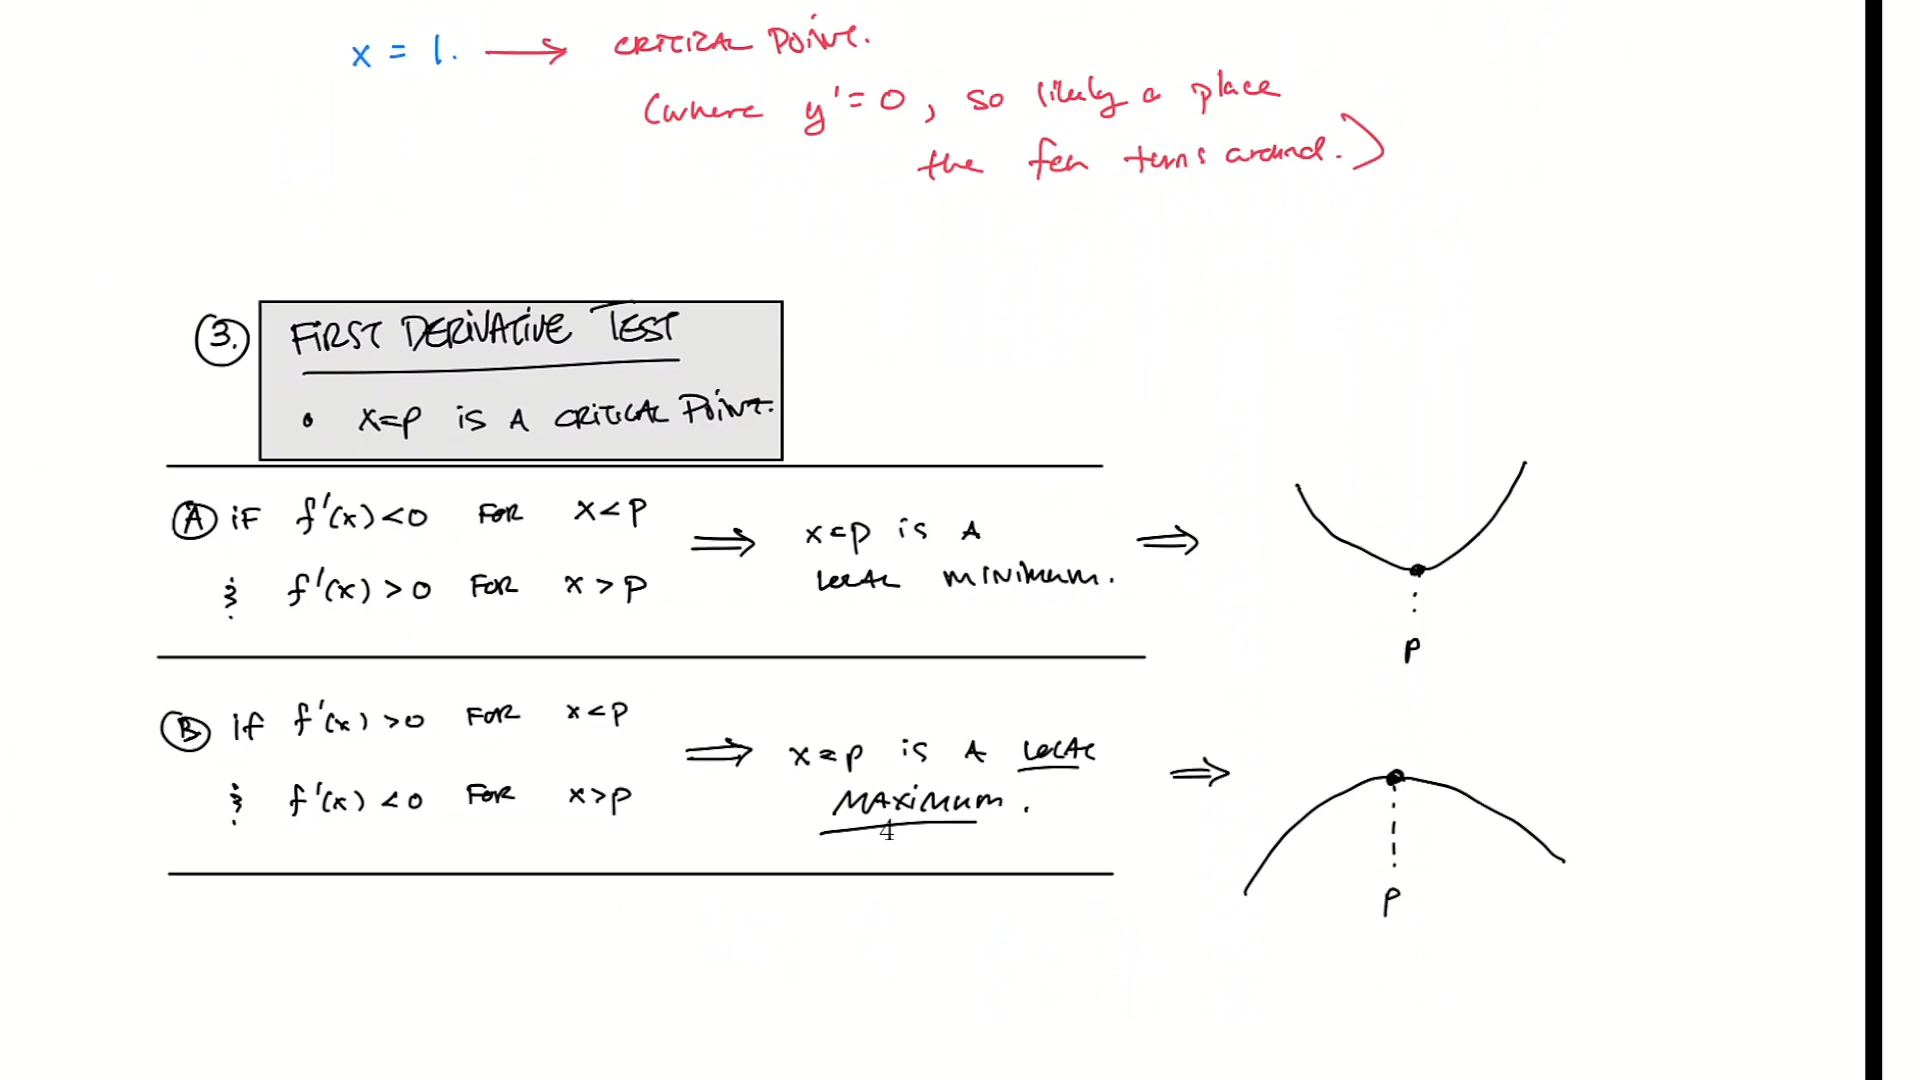 x = 1. → CRITICAL POINT.
(where y' = 0, so likely a place
the fcn turns around.)
3. FIRST DERIVATIVE TEST
• x=p is A CRITICAL POINT.
A iF f'(x)<0 FOR x<p
& f'(x)>0 FOR x>p
⇒ x=p is A
LOCAL MINIMUM. ⇒
p
B if f'(x)>0 FOR x<p
& f'(x)<0 FOR x>p
⇒ x=p is A LOCAL
MAXIMUM. ⇒
4
p